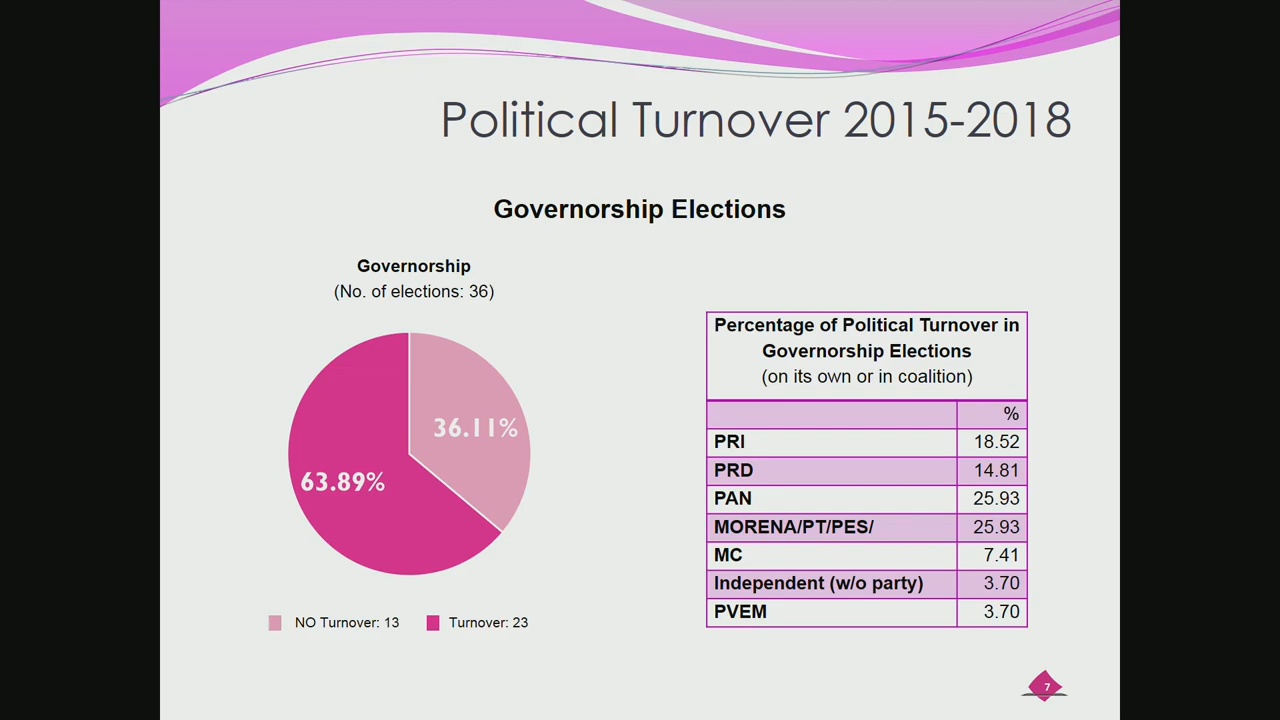 Political Turnover 2015-2018
Governorship Elections
Governorship
(No. of elections: 36)
36.11%
63.89%
NO Turnover: 13 Turnover: 23
Percentage of Political Turnover in
Governorship Elections
(on its own or in coalition)
%
PRI 18.52
PRD 14.81
PAN 25.93
MORENA/PT/PES/ 25.93
MC 7.41
Independent (w/o party) 3.70
PVEM 3.70
7